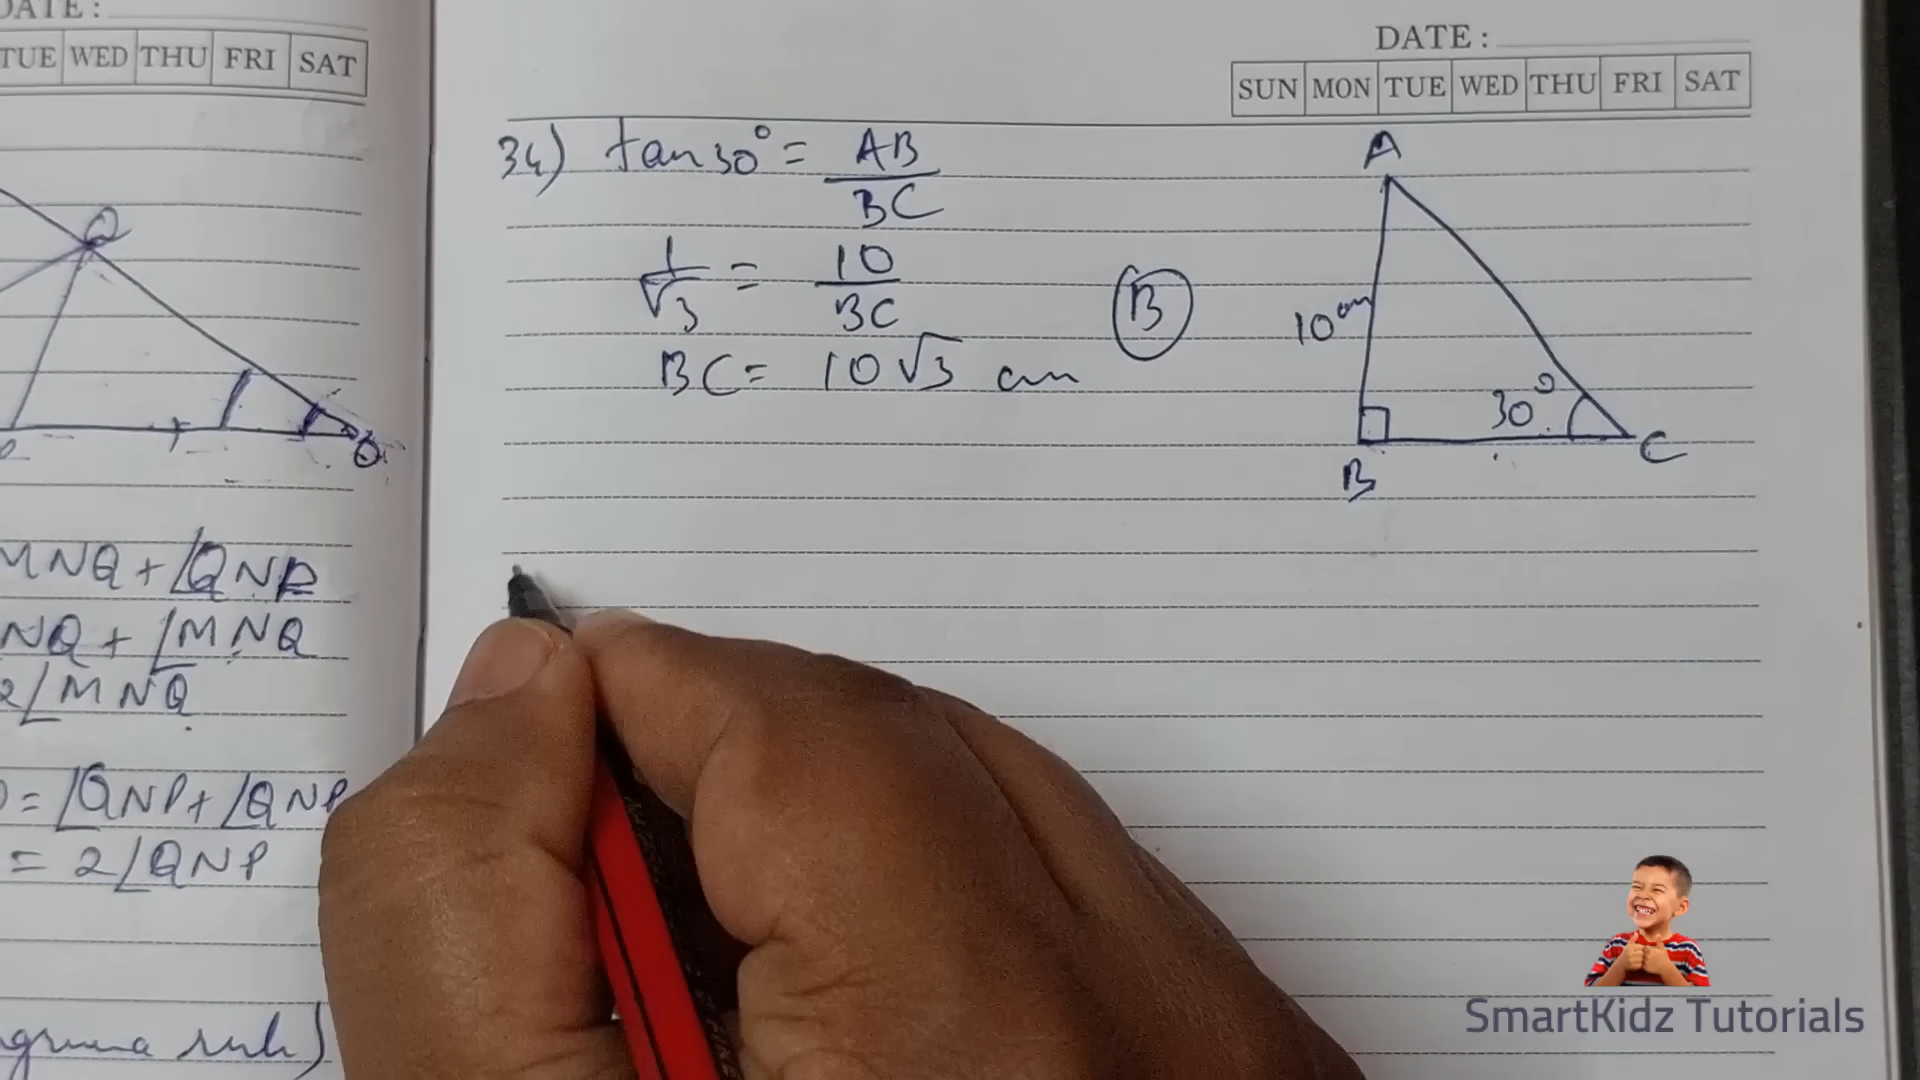 DATE :
TUE WED THU FRI SAT
Q
MNQ + ∠QNP
NQ + ∠MNQ
2∠MNQ
= ∠QNP + ∠QNP
= 2∠QNP
DATE :
SUN MON TUE WED THU FRI SAT
34) tan 30° = AB
BC
1 = 10
√3 BC
BC = 10√3 cm
B
A
10 cm
30°
B
C
SmartKidz Tutorials